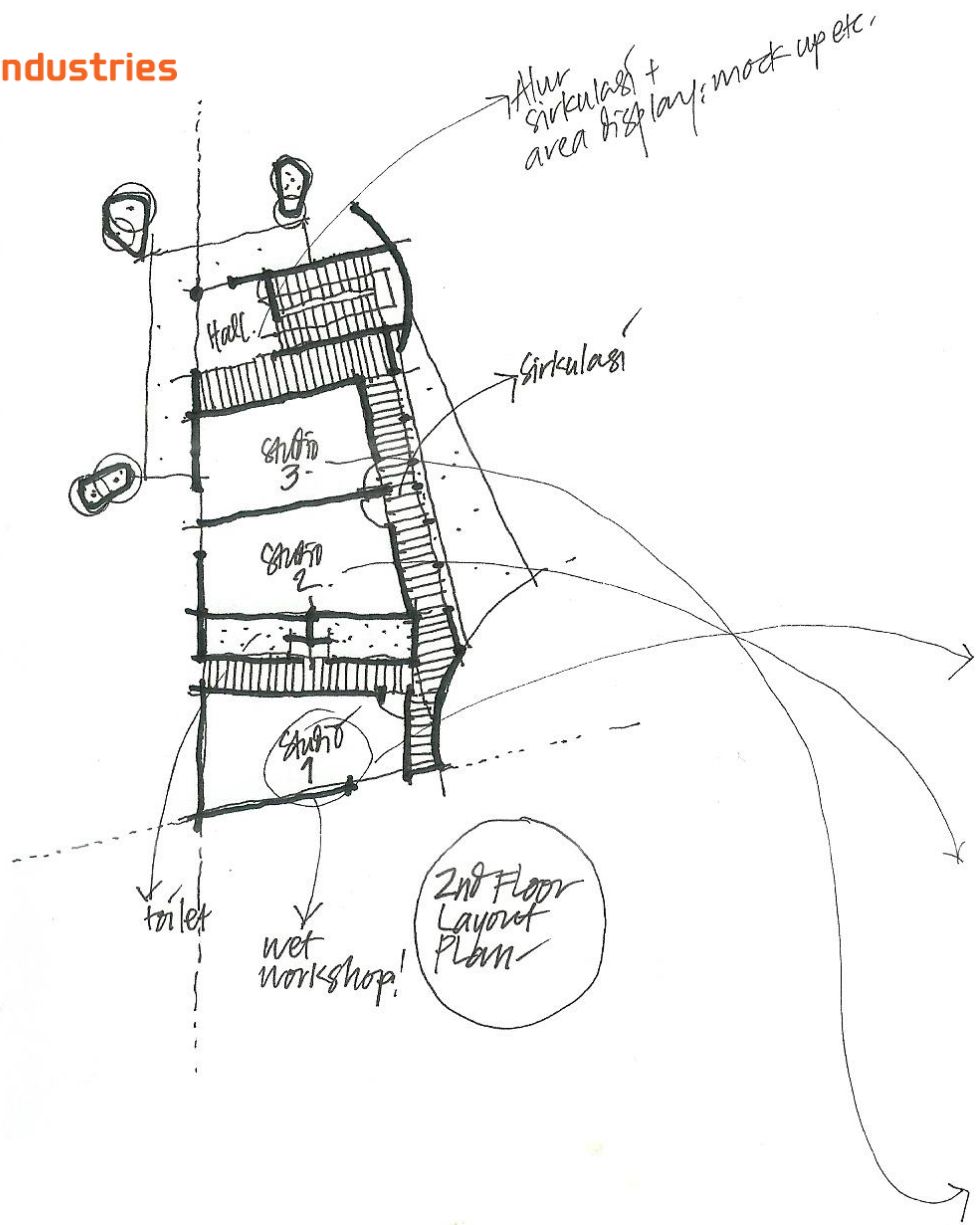 ndustries
Alur
sirkulasi +
area display: mock up etc.
Hall.
sirkulasi
Studio
3-
Studio
2.
Studio
1
toilet
wet
workshop!
2nd Floor
Layout
Plan